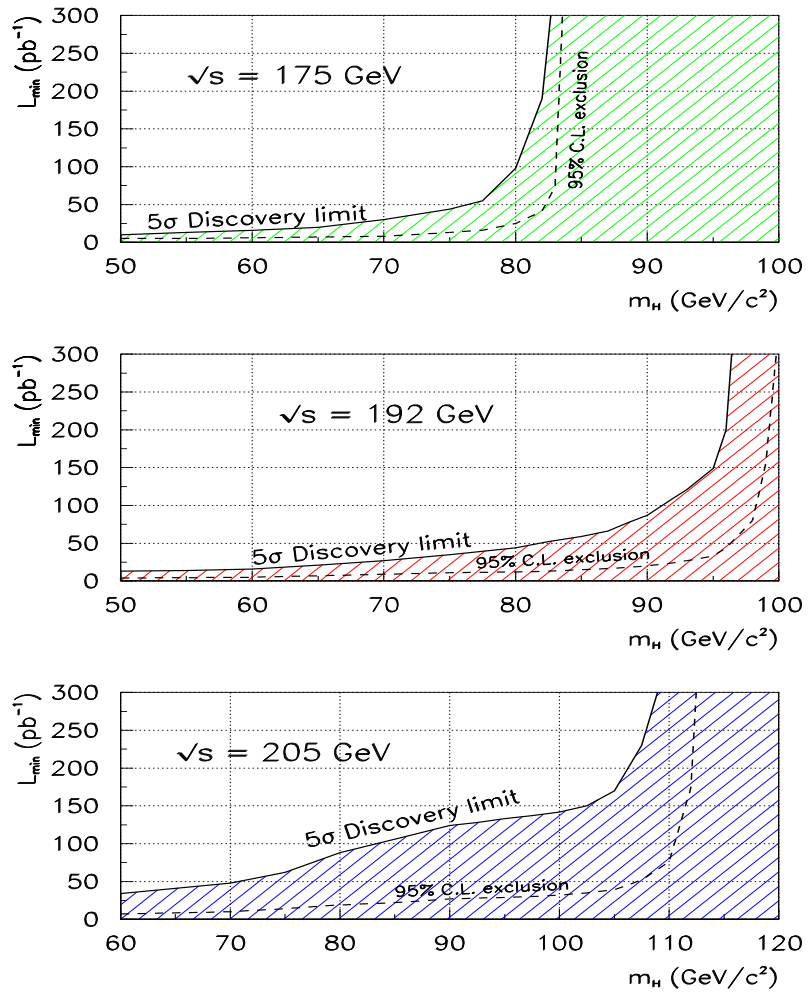 300
250
200
150
100
50
0
L_min (pb⁻¹)
√s = 175 GeV
95% C.L. exclusion
5σ Discovery limit
50 60 70 80 90 100
m_H (GeV/c²)
300
250
200
150
100
50
0
L_min (pb⁻¹)
√s = 192 GeV
5σ Discovery limit
95% C.L. exclusion
50 60 70 80 90 100
m_H (GeV/c²)
300
250
200
150
100
50
0
L_min (pb⁻¹)
√s = 205 GeV
5σ Discovery limit
95% C.L. exclusion
60 70 80 90 100 110 120
m_H (GeV/c²)